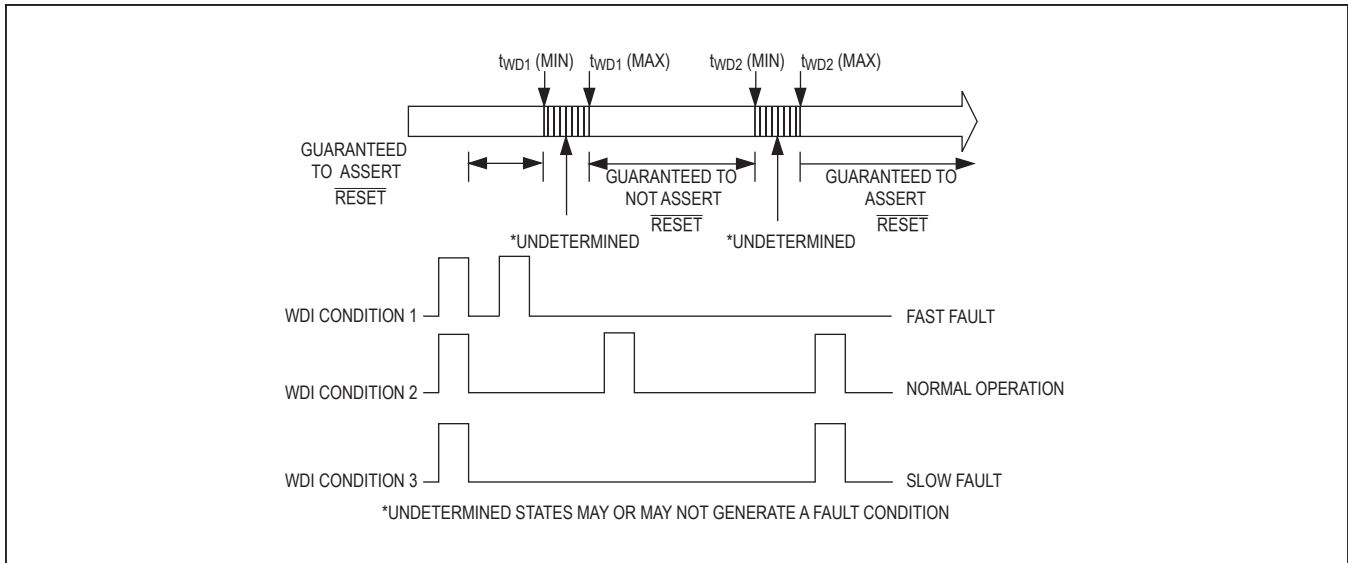 tWD1 (MIN) tWD1 (MAX) tWD2 (MIN) tWD2 (MAX)
GUARANTEED
TO ASSERT
RESET
GUARANTEED TO
NOT ASSERT
RESET
GUARANTEED TO
ASSERT
RESET
*UNDETERMINED
*UNDETERMINED
WDI CONDITION 1
FAST FAULT
WDI CONDITION 2
NORMAL OPERATION
WDI CONDITION 3
SLOW FAULT
*UNDETERMINED STATES MAY OR MAY NOT GENERATE A FAULT CONDITION